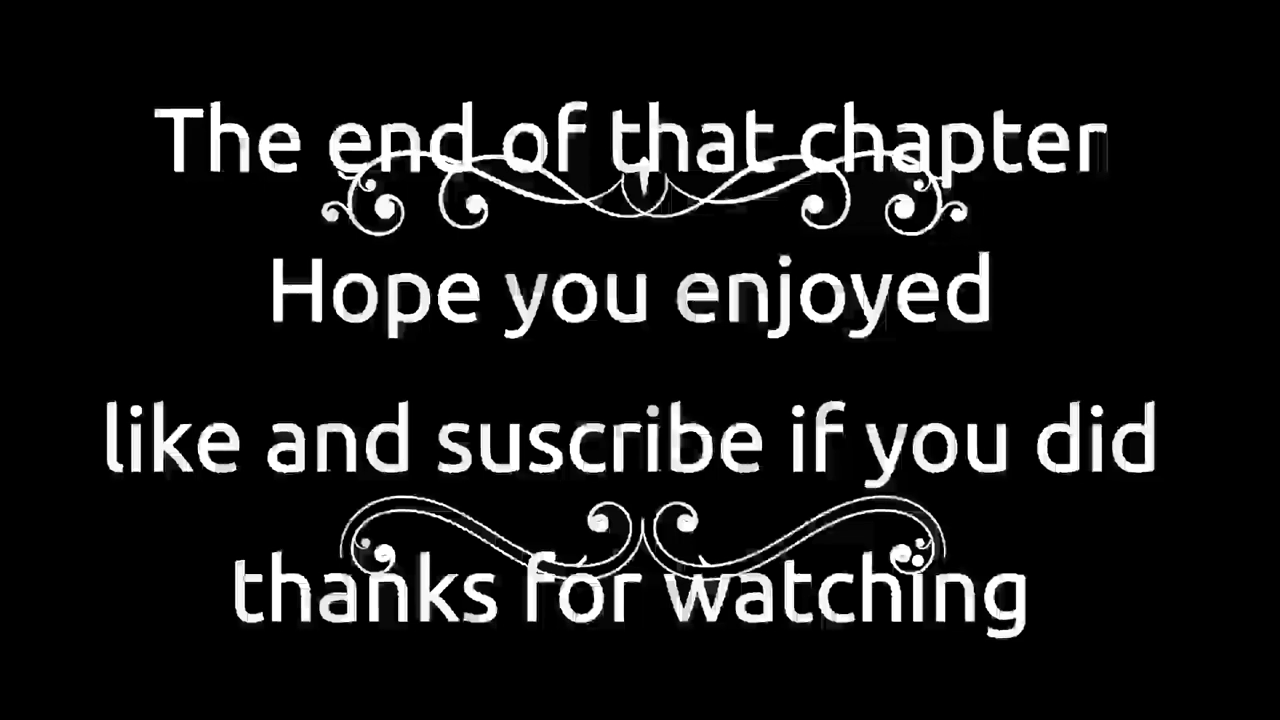 The end of that chapter
Hope you enjoyed
like and suscribe if you did
thanks for watching